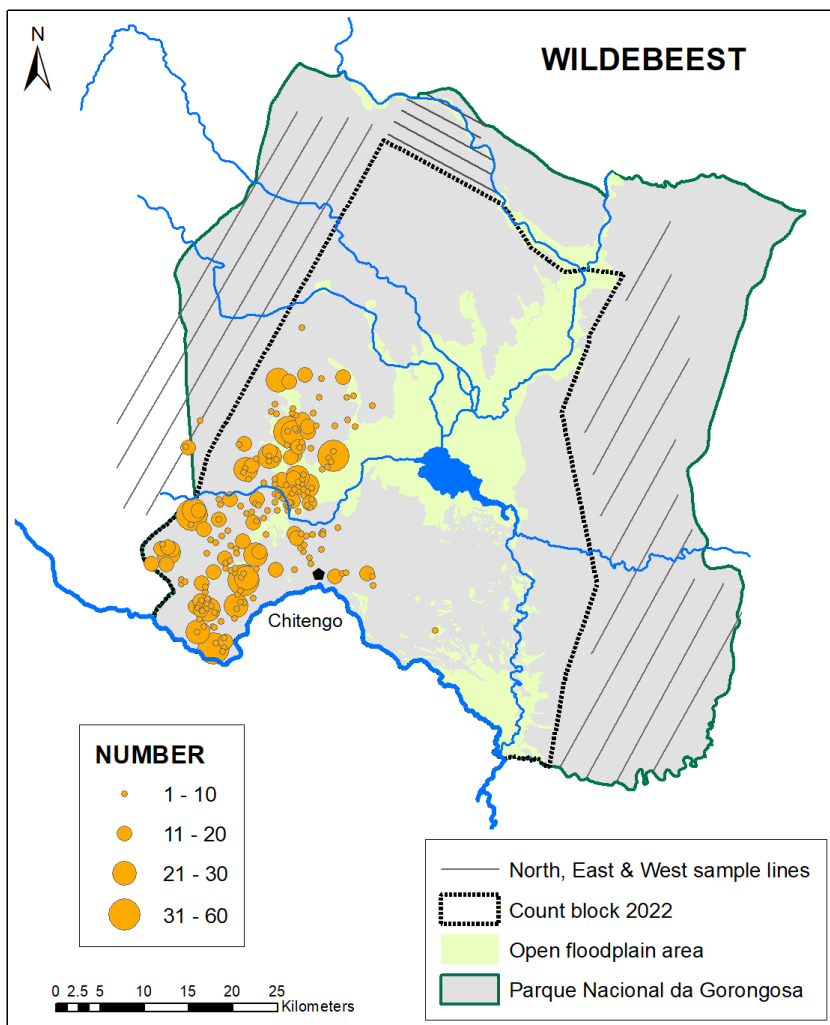 WILDEBEEST
N
Chitengo
NUMBER
1 - 10
11 - 20
21 - 30
31 - 60
North, East & West sample lines
Count block 2022
Open floodplain area
Parque Nacional da Gorongosa
0 2.5 5 10 15 20 25
Kilometers